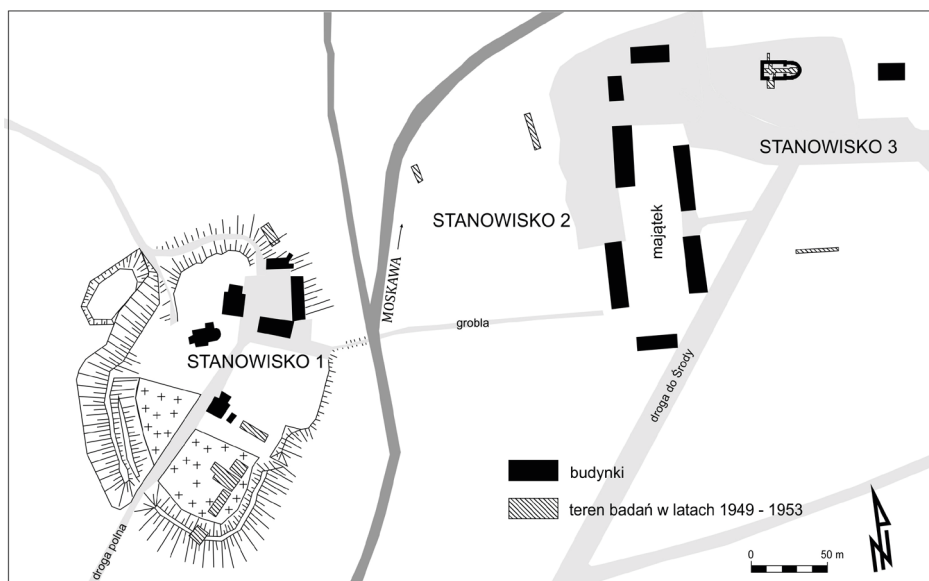 STANOWISKO 3
STANOWISKO 2
majątek
MOSKAWA
grobla
STANOWISKO 1
droga do Środy
budynki
teren badań w latach 1949 - 1953
droga polna
0 50 m
N